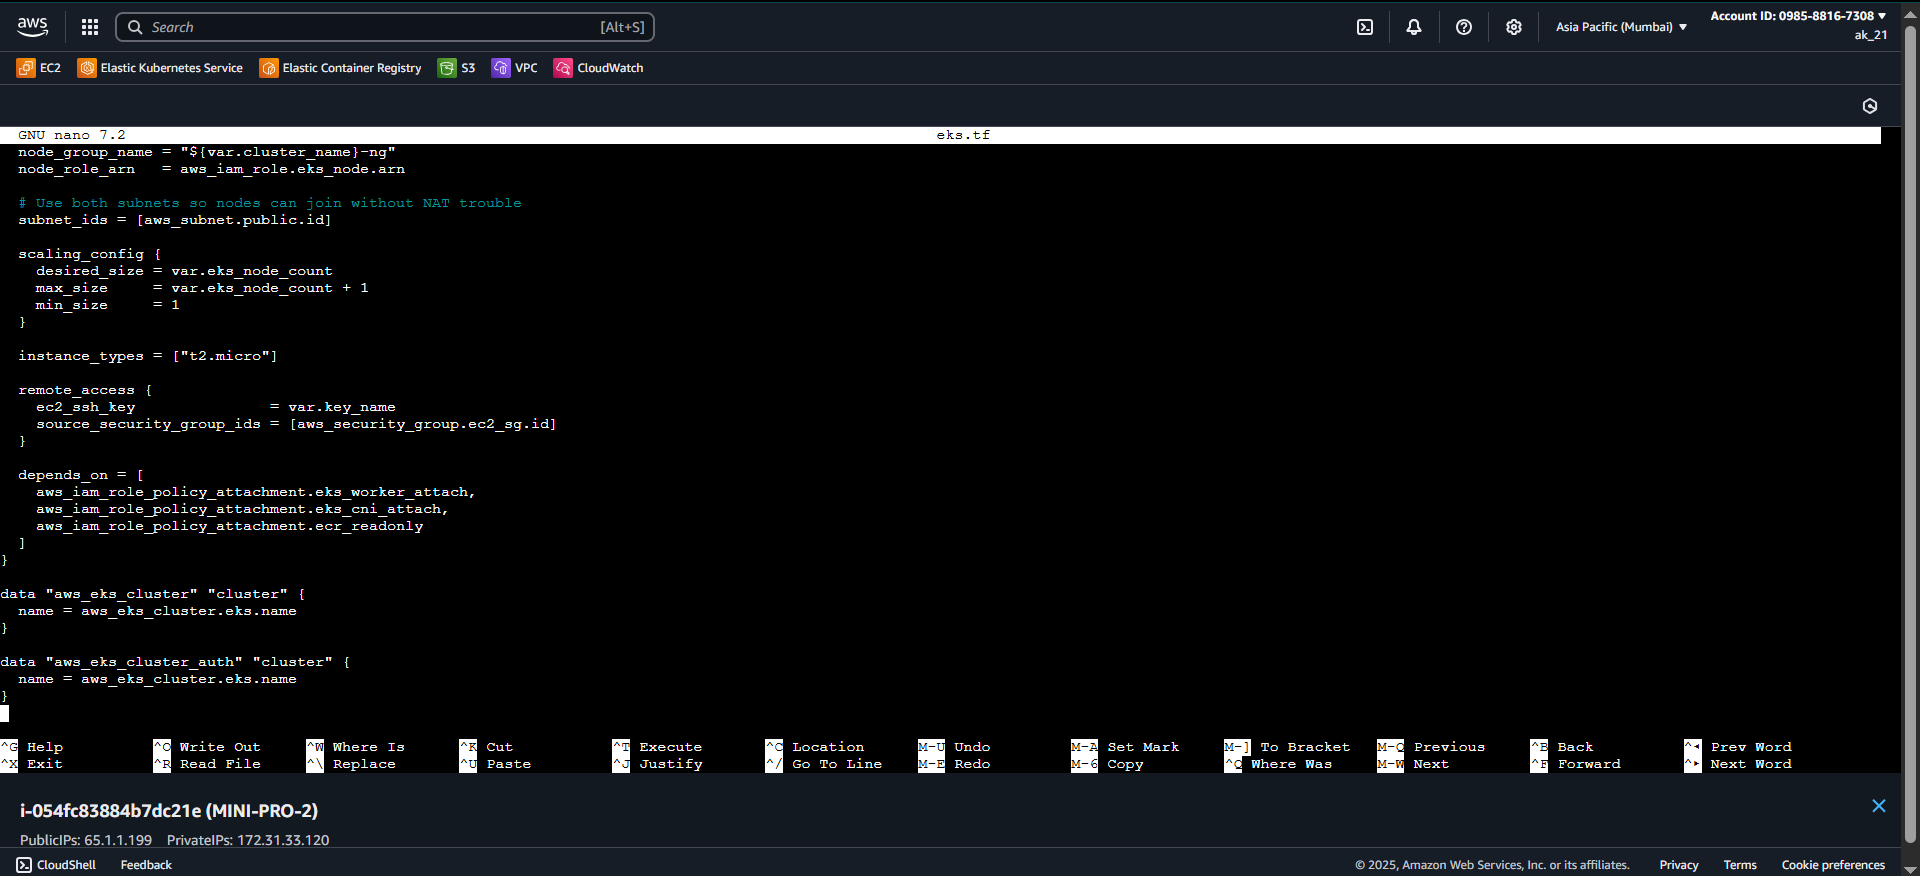 aws
Search [Alt+S]
Asia Pacific (Mumbai) ▼
Account ID: 0985-8816-7308 ▼
ak_21
EC2 Elastic Kubernetes Service Elastic Container Registry S3 VPC CloudWatch
GNU nano 7.2 eks.tf
node_group_name = "${var.cluster_name}-ng"
node_role_arn   = aws_iam_role.eks_node.arn
# Use both subnets so nodes can join without NAT trouble
subnet_ids = [aws_subnet.public.id]
scaling_config {
desired_size = var.eks_node_count
max_size     = var.eks_node_count + 1
min_size     = 1
}
instance_types = ["t2.micro"]
remote_access {
ec2_ssh_key               = var.key_name
source_security_group_ids = [aws_security_group.ec2_sg.id]
}
depends_on = [
aws_iam_role_policy_attachment.eks_worker_attach,
aws_iam_role_policy_attachment.eks_cni_attach,
aws_iam_role_policy_attachment.ecr_readonly
]
}
data "aws_eks_cluster" "cluster" {
name = aws_eks_cluster.eks.name
}
data "aws_eks_cluster_auth" "cluster" {
name = aws_eks_cluster.eks.name
}
^G Help ^O Write Out ^W Where Is ^K Cut ^T Execute ^C Location M-U Undo M-A Set Mark M-] To Bracket M-Q Previous ^B Back ^◂ Prev Word
^X Exit ^R Read File ^\ Replace ^U Paste ^J Justify ^/ Go To Line M-E Redo M-6 Copy ^Q Where Was M-W Next ^F Forward ^▸ Next Word
i-054fc83884b7dc21e (MINI-PRO-2)
PublicIPs: 65.1.1.199 PrivateIPs: 172.31.33.120
CloudShell Feedback © 2025, Amazon Web Services, Inc. or its affiliates. Privacy Terms Cookie preferences